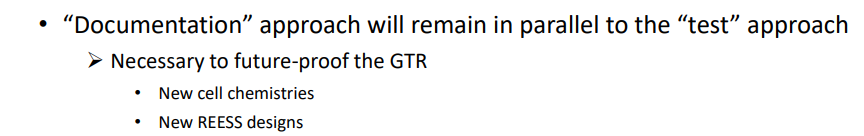 • “Documentation” approach will remain in parallel to the “test” approach
➢ Necessary to future-proof the GTR
• New cell chemistries
• New REESS designs